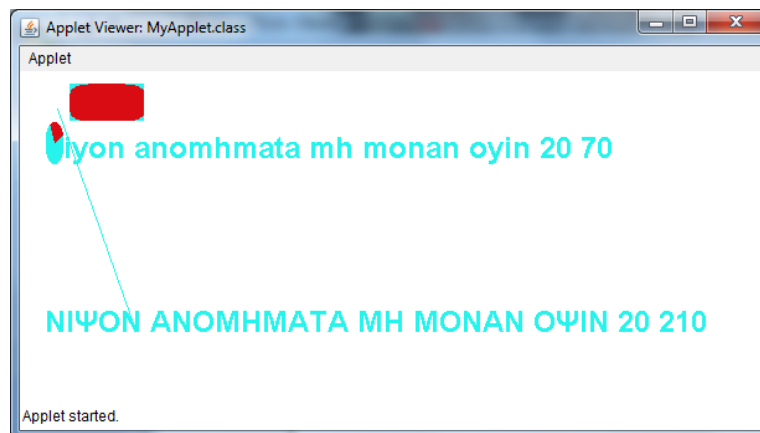 Applet Viewer: MyApplet.class
Applet
iyon anomhmata mh monan oyin 20 70
ΝΙΨΟΝ ΑΝΟΜΗΜΑΤΑ ΜΗ ΜΟΝΑΝ ΟΨΙΝ 20 210
Applet started.